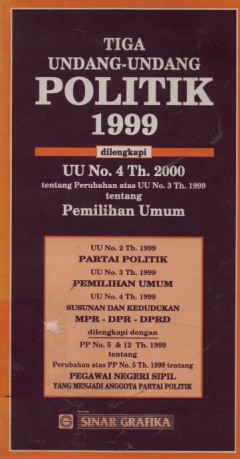 TIGA
UNDANG-UNDANG
POLITIK
1999
dilengkapi
UU No. 4 Th. 2000
tentang Perubahan atas UU No. 3 Th. 1999
tentang
Pemilihan Umum
UU No. 2 Th. 1999
PARTAI POLITIK
UU No. 3 Th. 1999
PEMILIHAN UMUM
UU No. 4 Th. 1999
SUSUNAN DAN KEDUDUKAN
MPR - DPR - DPRD
dilengkapi dengan
PP No. 5 & 12 Th. 1999
tentang
Perubahan atas PP No. 5 Th. 1999 tentang
PEGAWAI NEGERI SIPIL
YANG MENJADI ANGGOTA PARTAI POLITIK
SINAR GRAFIKA